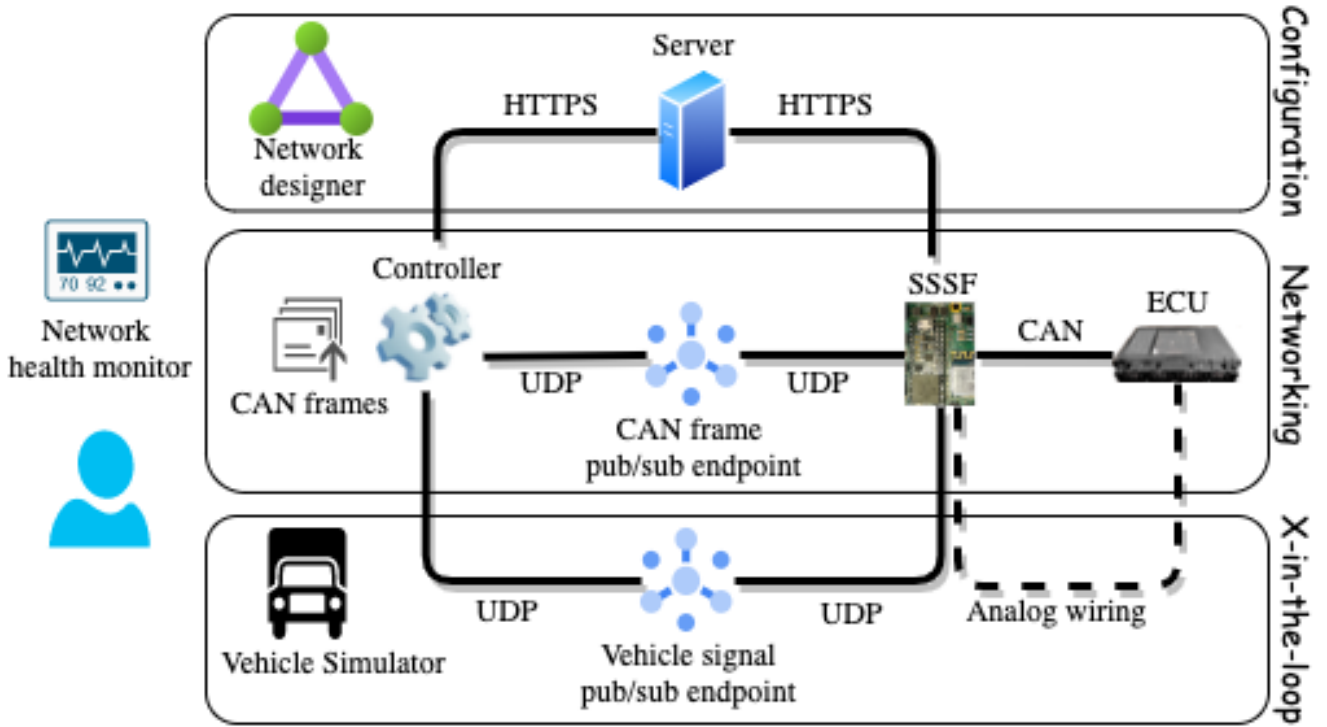 Configuration
Server
HTTPS
HTTPS
Network
designer
Networking
70 92
Network
health monitor
Controller
SSSF
ECU
CAN
CAN frames
UDP
UDP
CAN frame
pub/sub endpoint
X-in-the-loop
UDP
UDP
Analog wiring
Vehicle Simulator
Vehicle signal
pub/sub endpoint